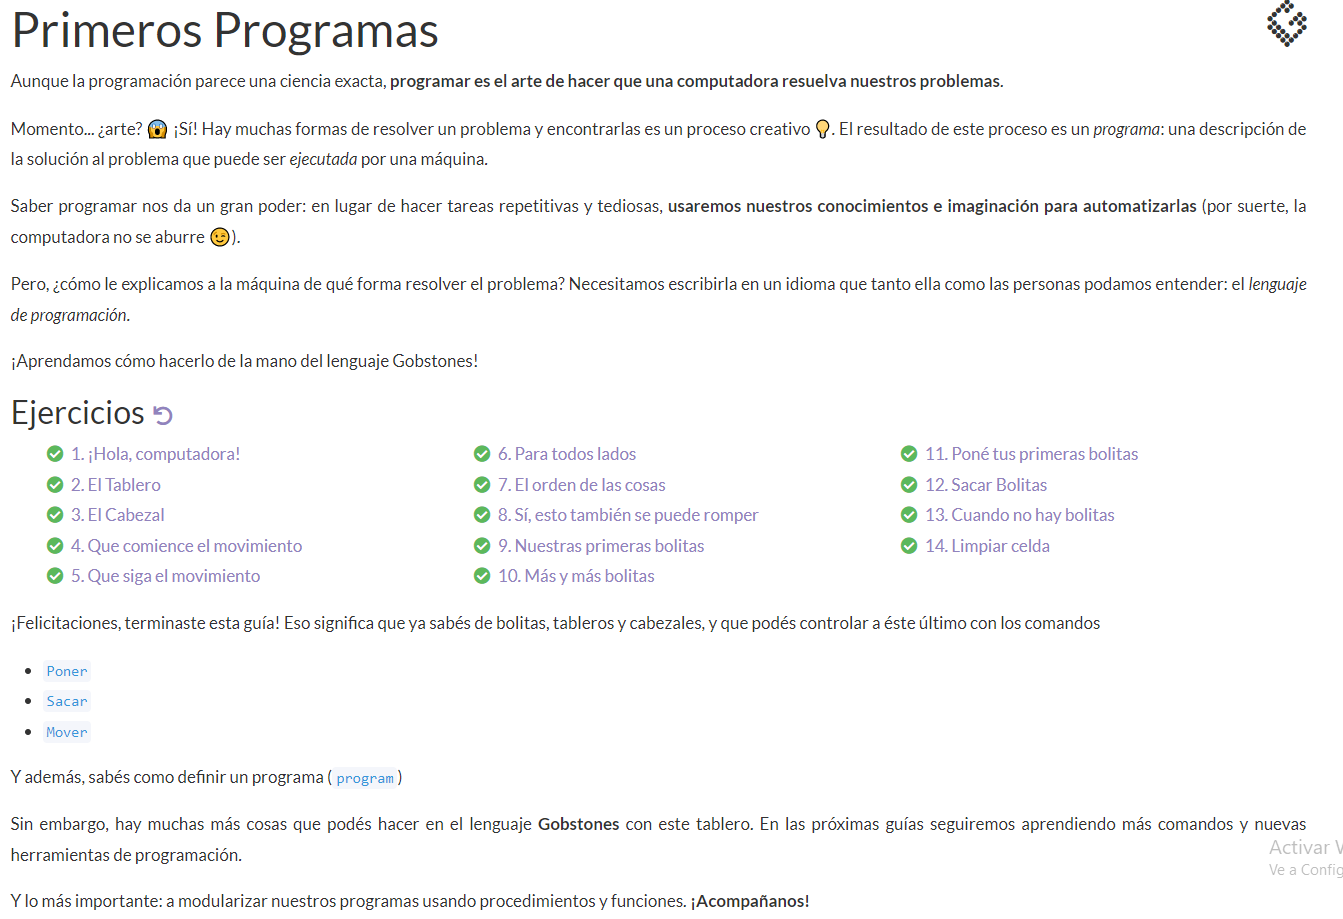 Primeros Programas
Aunque la programación parece una ciencia exacta, programar es el arte de hacer que una computadora resuelva nuestros problemas.
Momento... ¿arte? 😱 ¡Sí! Hay muchas formas de resolver un problema y encontrarlas es un proceso creativo 💡. El resultado de este proceso es un programa: una descripción de
la solución al problema que puede ser ejecutada por una máquina.
Saber programar nos da un gran poder: en lugar de hacer tareas repetitivas y tediosas, usaremos nuestros conocimientos e imaginación para automatizarlas (por suerte, la
computadora no se aburre 😉).
Pero, ¿cómo le explicamos a la máquina de qué forma resolver el problema? Necesitamos escribirla en un idioma que tanto ella como las personas podamos entender: el lenguaje
de programación.
¡Aprendamos cómo hacerlo de la mano del lenguaje Gobstones!
Ejercicios
1. ¡Hola, computadora!
2. El Tablero
3. El Cabezal
4. Que comience el movimiento
5. Que siga el movimiento
6. Para todos lados
7. El orden de las cosas
8. Sí, esto también se puede romper
9. Nuestras primeras bolitas
10. Más y más bolitas
11. Poné tus primeras bolitas
12. Sacar Bolitas
13. Cuando no hay bolitas
14. Limpiar celda
¡Felicitaciones, terminaste esta guía! Eso significa que ya sabés de bolitas, tableros y cabezales, y que podés controlar a éste último con los comandos
• Poner
• Sacar
• Mover
Y además, sabés como definir un programa ( program )
Sin embargo, hay muchas más cosas que podés hacer en el lenguaje Gobstones con este tablero. En las próximas guías seguiremos aprendiendo más comandos y nuevas
herramientas de programación.
Activar
Ve a Config
Y lo más importante: a modularizar nuestros programas usando procedimientos y funciones. ¡Acompañanos!